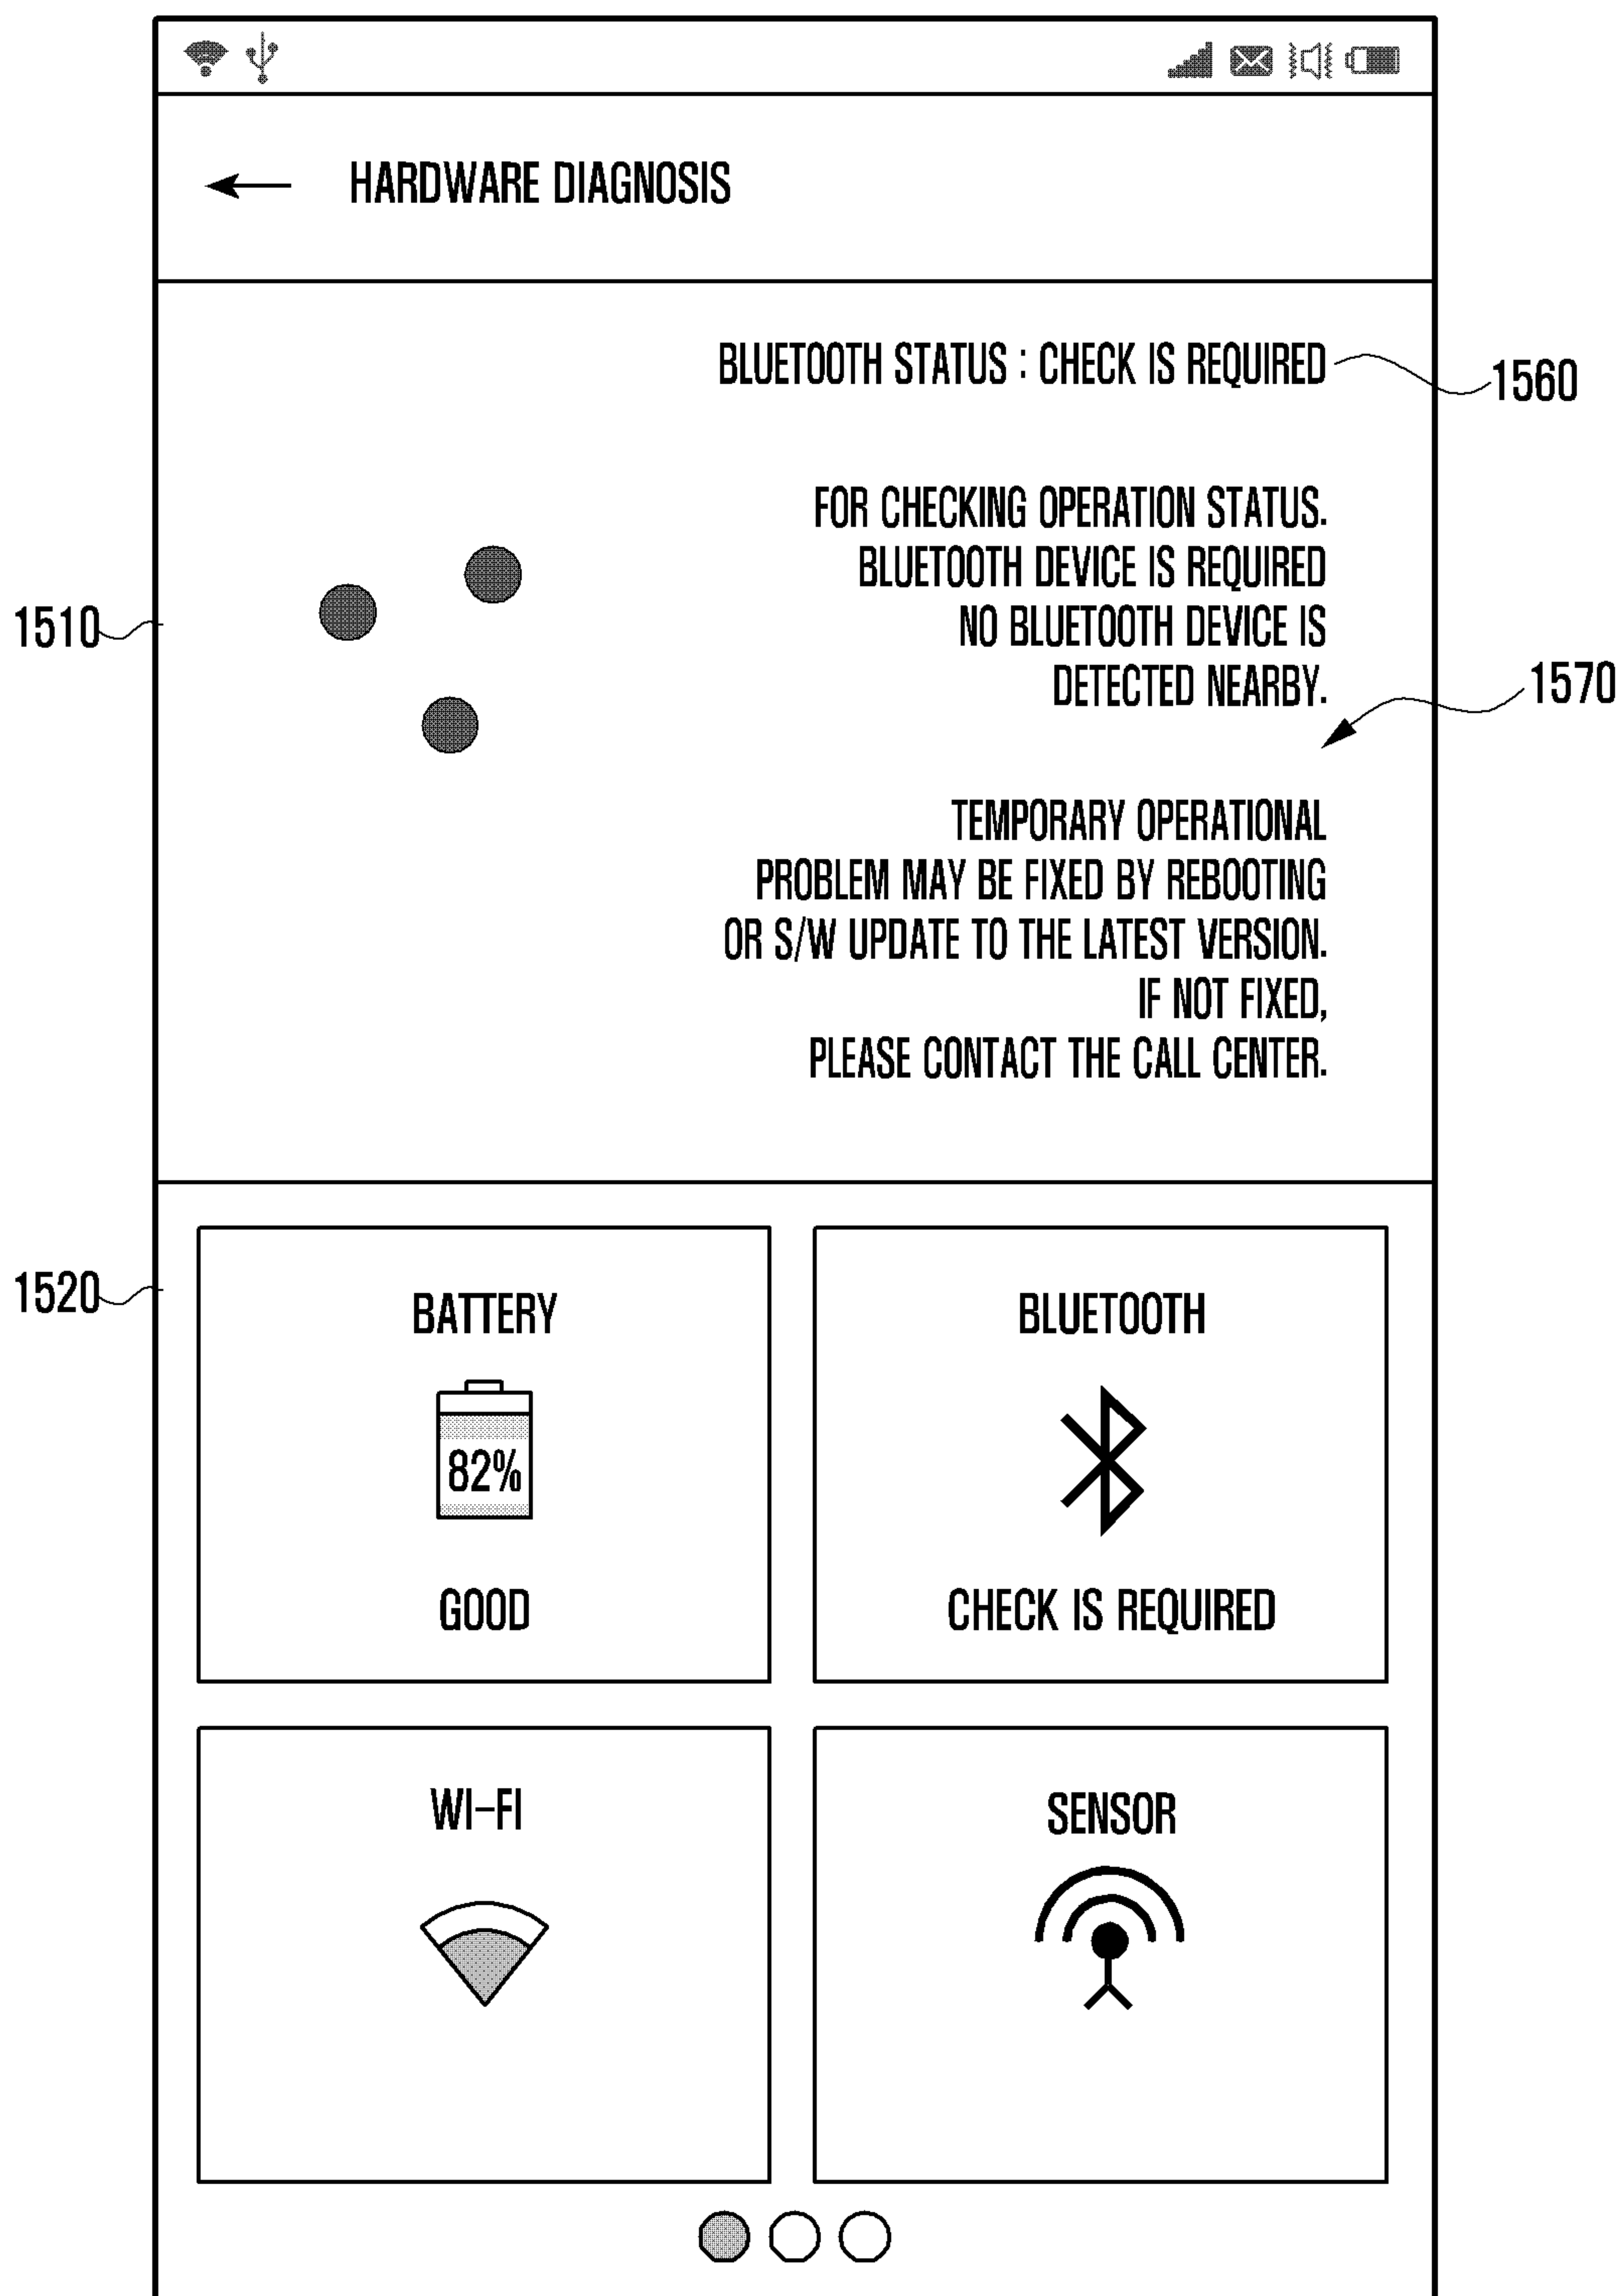 HARDWARE DIAGNOSIS
BLUETOOTH STATUS : CHECK IS REQUIRED
1560
FOR CHECKING OPERATION STATUS.
BLUETOOTH DEVICE IS REQUIRED
NO BLUETOOTH DEVICE IS
DETECTED NEARBY.
1510
1570
TEMPORARY OPERATIONAL
PROBLEM MAY BE FIXED BY REBOOTING
OR S/W UPDATE TO THE LATEST VERSION.
IF NOT FIXED,
PLEASE CONTACT THE CALL CENTER.
1520
BATTERY
82%
GOOD
BLUETOOTH
CHECK IS REQUIRED
WI-FI
SENSOR